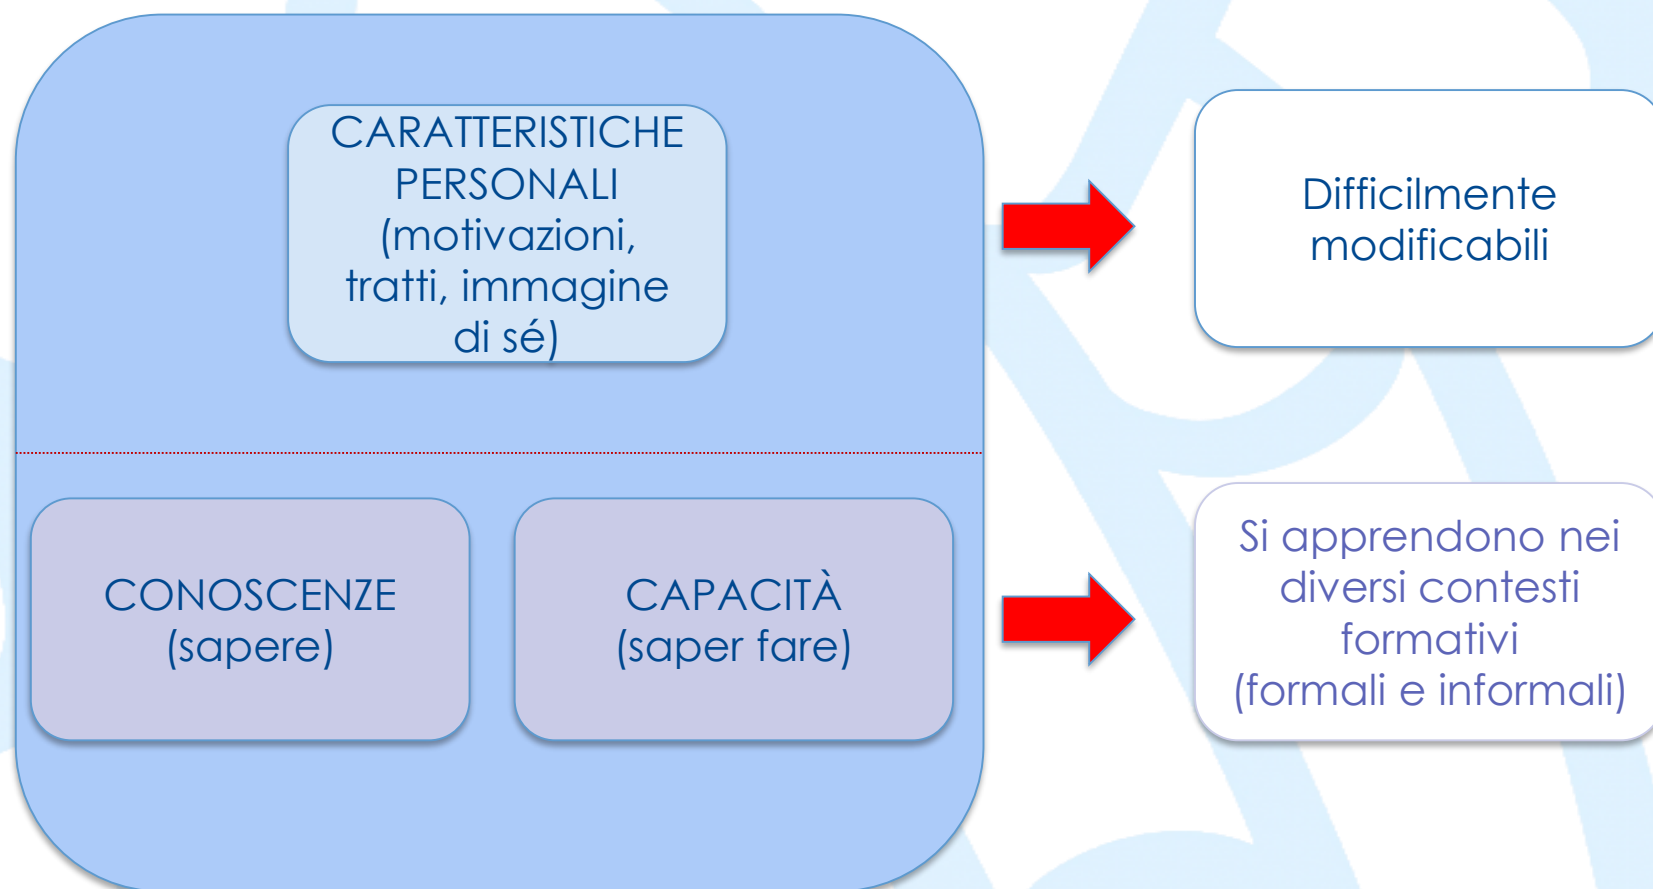 CARATTERISTICHE
PERSONALI
(motivazioni,
tratti, immagine
di sé)
Difficilmente
modificabili
CONOSCENZE
(sapere)
CAPACITÀ
(saper fare)
Si apprendono nei
diversi contesti
formativi
(formali e informali)